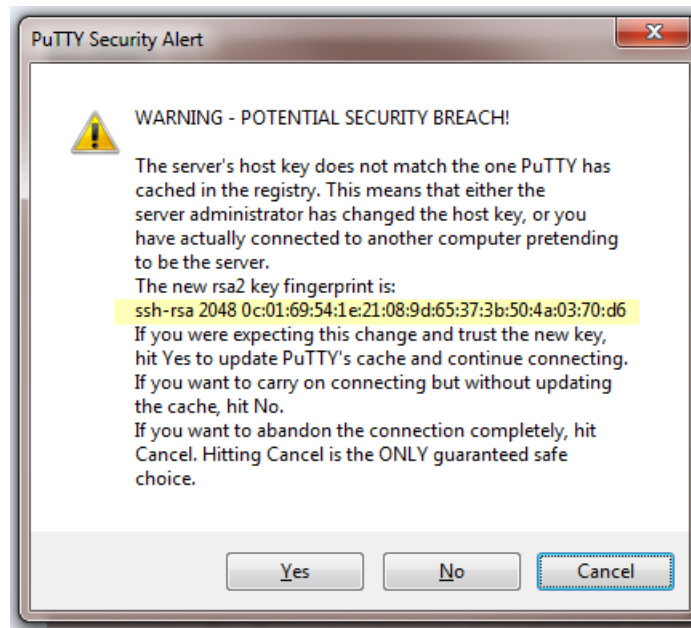 PuTTY Security Alert
WARNING - POTENTIAL SECURITY BREACH!
The server's host key does not match the one PuTTY has
cached in the registry. This means that either the
server administrator has changed the host key, or you
have actually connected to another computer pretending
to be the server.
The new rsa2 key fingerprint is:
ssh-rsa 2048 0c:01:69:54:1e:21:08:9d:65:37:3b:50:4a:03:70:d6
If you were expecting this change and trust the new key,
hit Yes to update PuTTY's cache and continue connecting.
If you want to carry on connecting but without updating
the cache, hit No.
If you want to abandon the connection completely, hit
Cancel. Hitting Cancel is the ONLY guaranteed safe
choice.
Yes No Cancel